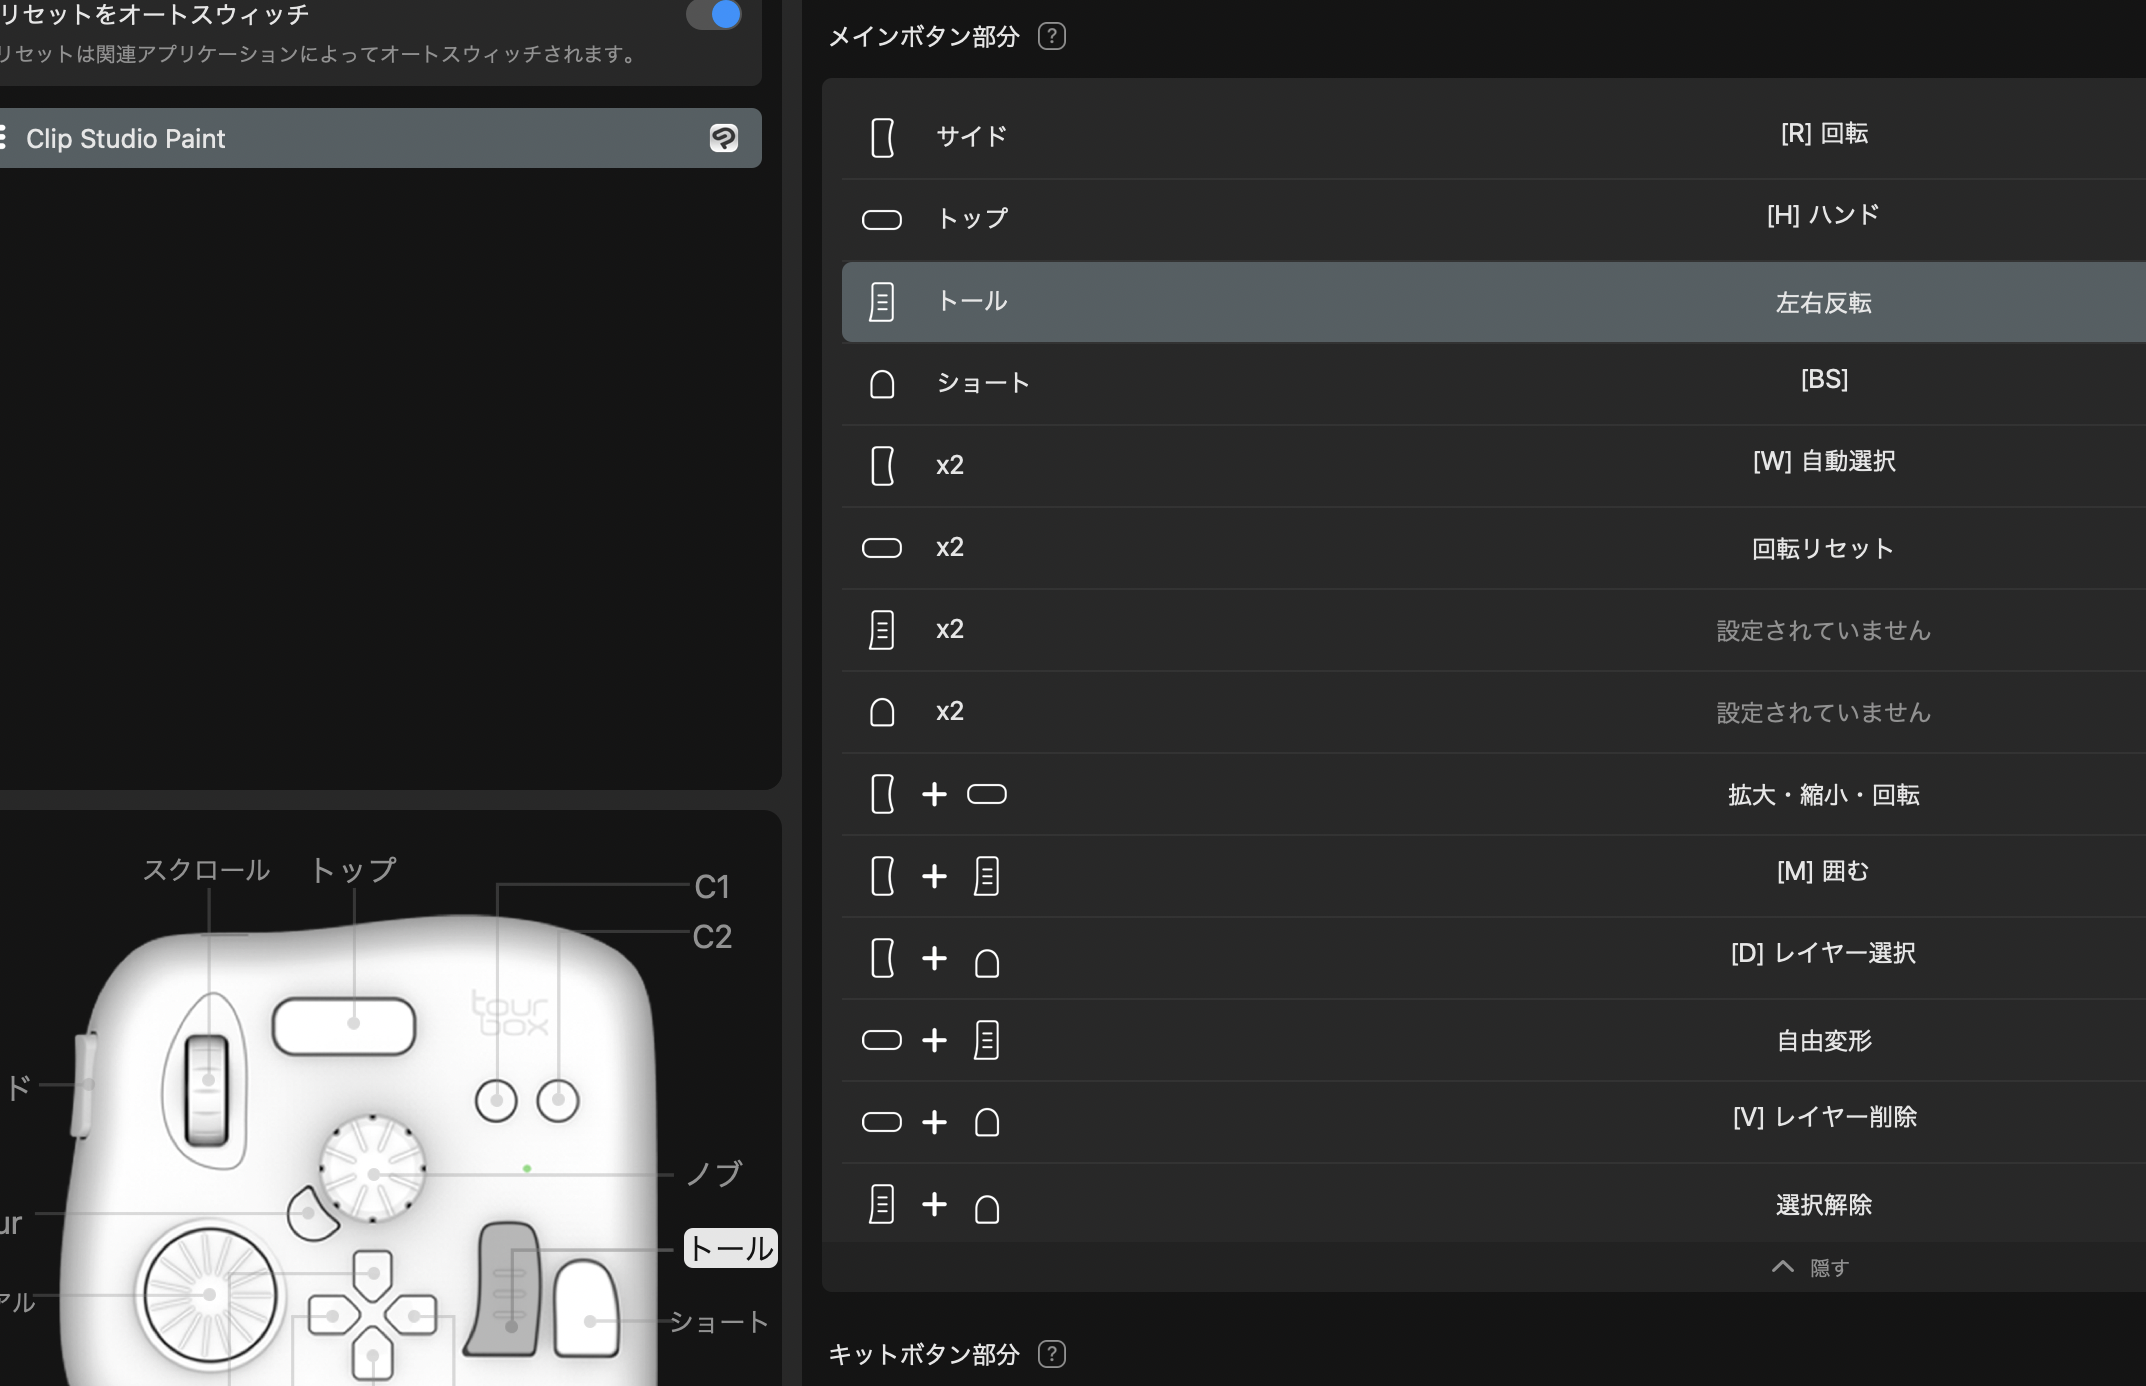 リセットをオートスウィッチ
リセットは関連アプリケーションによってオートスウィッチされます。
Clip Studio Paint
スクロール
トップ
C1
C2
tour
box
ド
ノブ
ur
トール
アル
ショート
メインボタン部分 ?
サイド [R] 回転
トップ [H] ハンド
トール 左右反転
ショート [BS]
x2 [W] 自動選択
x2 回転リセット
x2 設定されていません
x2 設定されていません
+ 拡大・縮小・回転
+ [M] 囲む
+ [D] レイヤー選択
+ 自由変形
+ [V] レイヤー削除
+ 選択解除
隠す
キットボタン部分 ?